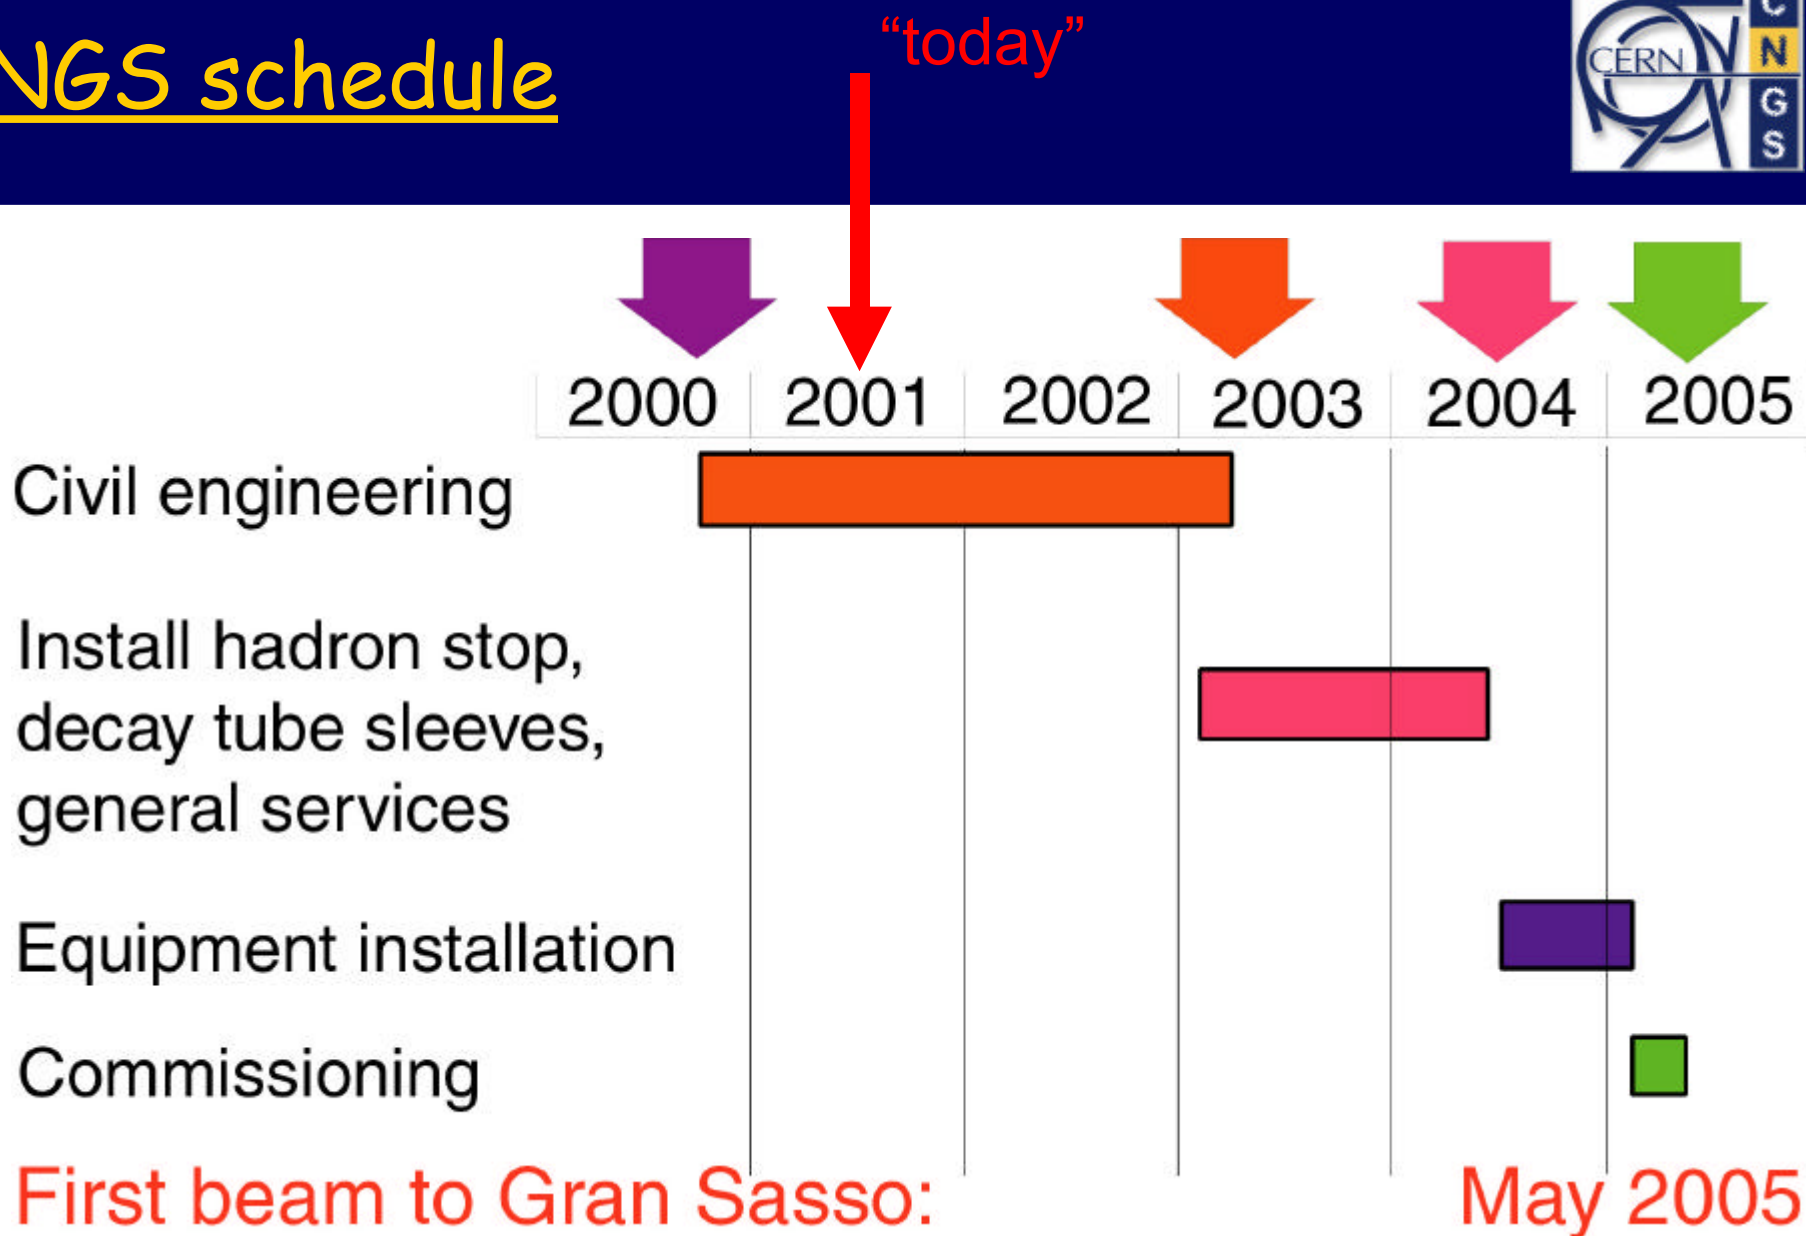 NGS schedule
“today”
CERN
C
N
G
S
2000 2001 2002 2003 2004 2005
Civil engineering
Install hadron stop,
decay tube sleeves,
general services
Equipment installation
Commissioning
First beam to Gran Sasso: May 2005